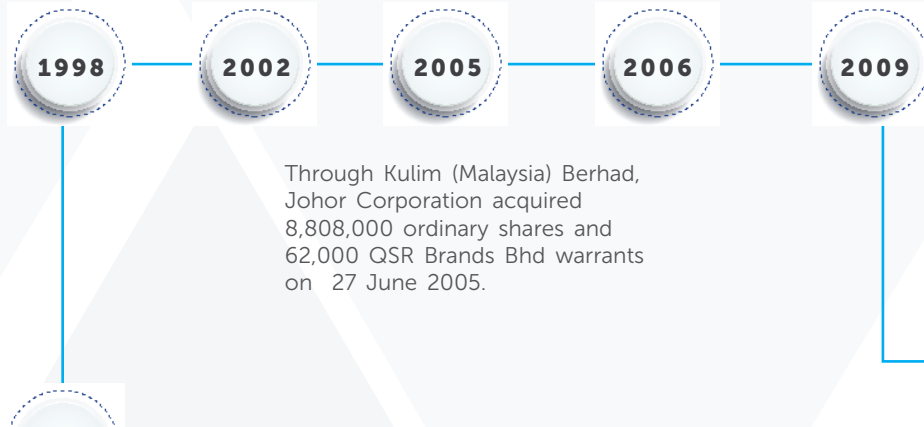 1998
2002
2005
2006
2009
Through Kulim (Malaysia) Berhad,
Johor Corporation acquired
8,808,000 ordinary shares and
62,000 QSR Brands Bhd warrants
on 27 June 2005.